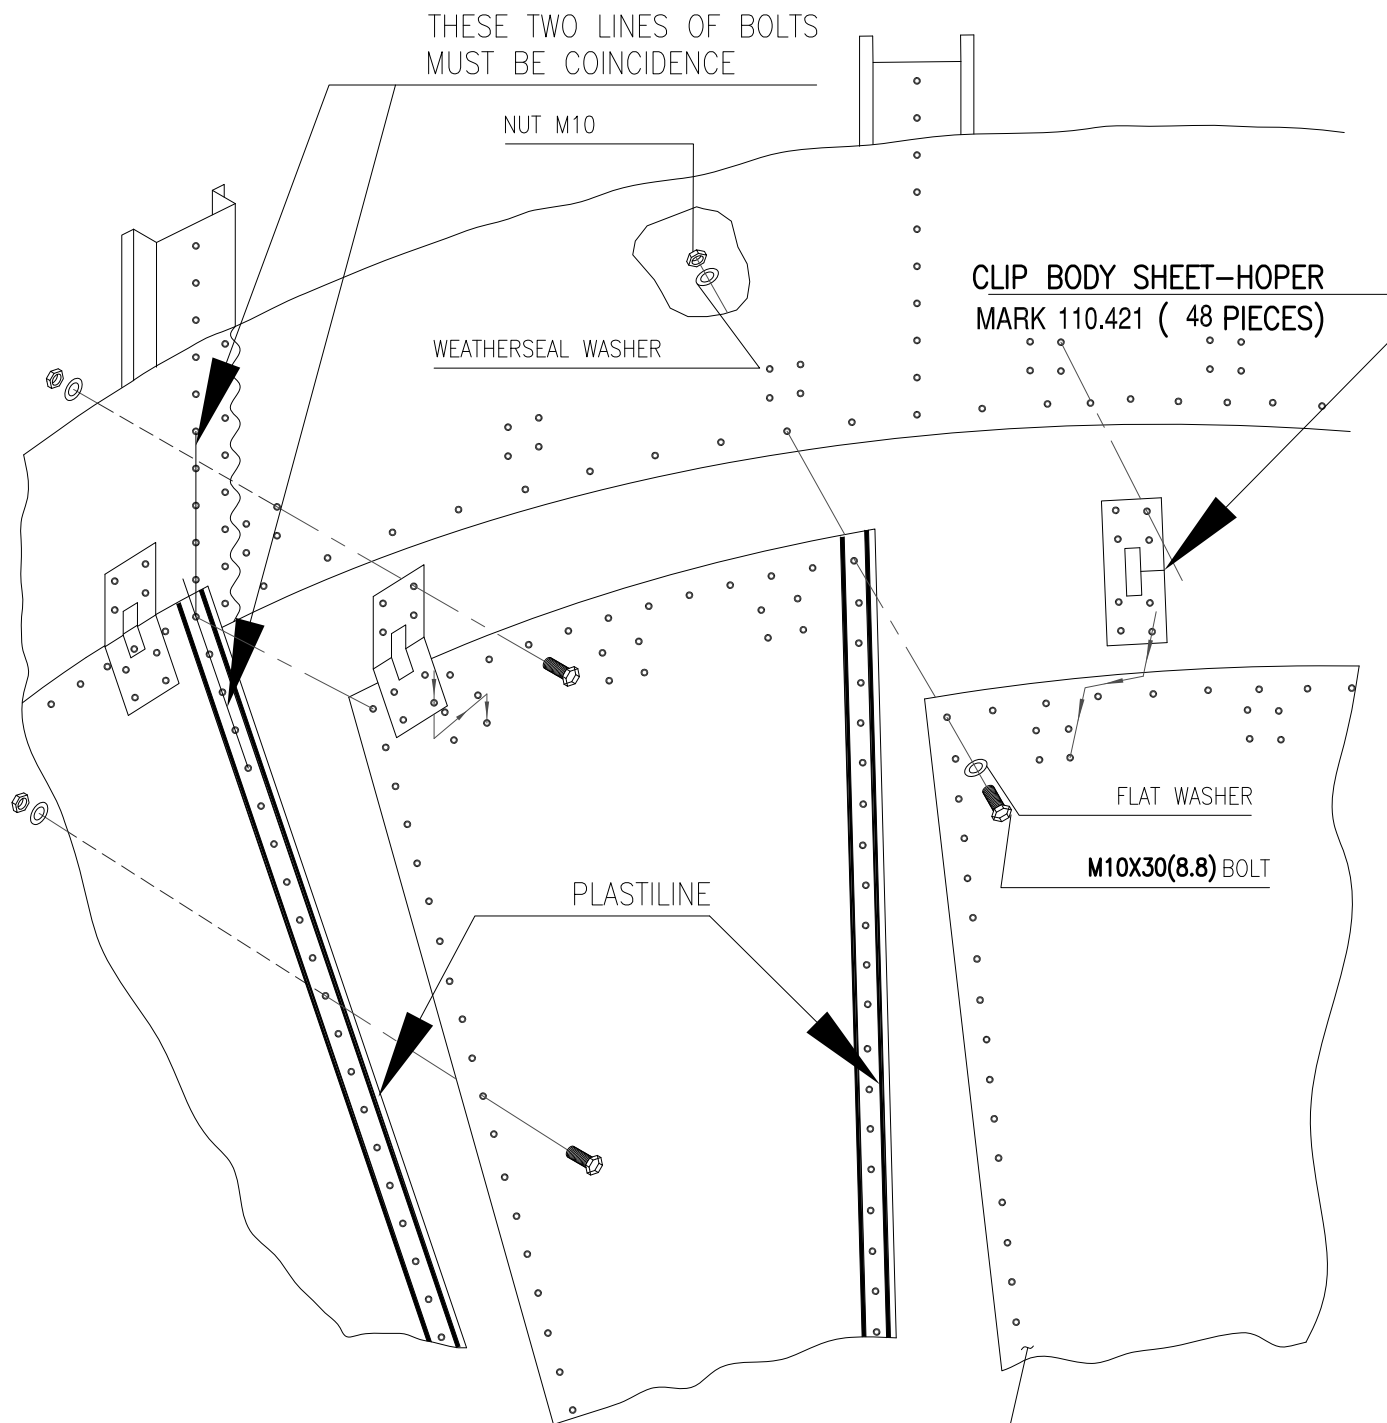 THESE TWO LINES OF BOLTS
MUST BE COINCIDENCE
NUT M10
CLIP BODY SHEET-HOPER
MARK 110.421 ( 48 PIECES)
WEATHERSEAL WASHER
FLAT WASHER
M10X30(8.8) BOLT
PLASTILINE